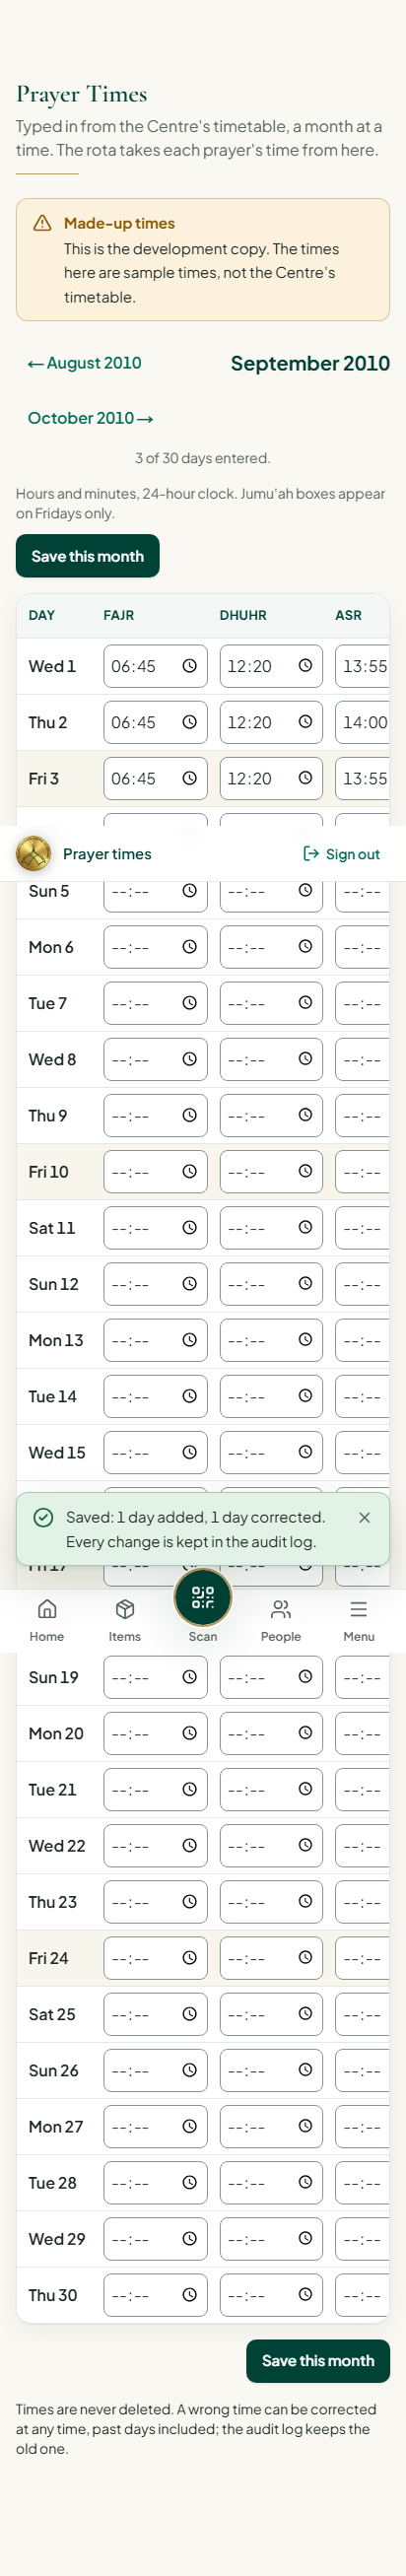 Prayer Times
Typed in from the Centre's timetable, a month at a
time. The rota takes each prayer's time from here.
Made-up times
This is the development copy. The times
here are sample times, not the Centre's
timetable.
← August 2010
September 2010
October 2010 →
3 of 30 days entered.
Hours and minutes, 24-hour clock. Jumu'ah boxes appear
on Fridays only.
Save this month
DAY FAJR DHUHR ASR
Wed 1 06:45 12:20 13:55
Thu 2 06:45 12:20 14:00
Fri 3 06:45 12:20 13:55
Prayer times
Sign out
Sun 5 --:-- --:-- --:--
Mon 6 --:-- --:-- --:--
Tue 7 --:-- --:-- --:--
Wed 8 --:-- --:-- --:--
Thu 9 --:-- --:-- --:--
Fri 10 --:-- --:-- --:--
Sat 11 --:-- --:-- --:--
Sun 12 --:-- --:-- --:--
Mon 13 --:-- --:-- --:--
Tue 14 --:-- --:-- --:--
Wed 15 --:-- --:-- --:--
Saved: 1 day added, 1 day corrected.
Every change is kept in the audit log.
Fri 17
Home Items Scan People Menu
Sun 19 --:-- --:-- --:--
Mon 20 --:-- --:-- --:--
Tue 21 --:-- --:-- --:--
Wed 22 --:-- --:-- --:--
Thu 23 --:-- --:-- --:--
Fri 24 --:-- --:-- --:--
Sat 25 --:-- --:-- --:--
Sun 26 --:-- --:-- --:--
Mon 27 --:-- --:-- --:--
Tue 28 --:-- --:-- --:--
Wed 29 --:-- --:-- --:--
Thu 30 --:-- --:-- --:--
Save this month
Times are never deleted. A wrong time can be corrected
at any time, past days included; the audit log keeps the
old one.